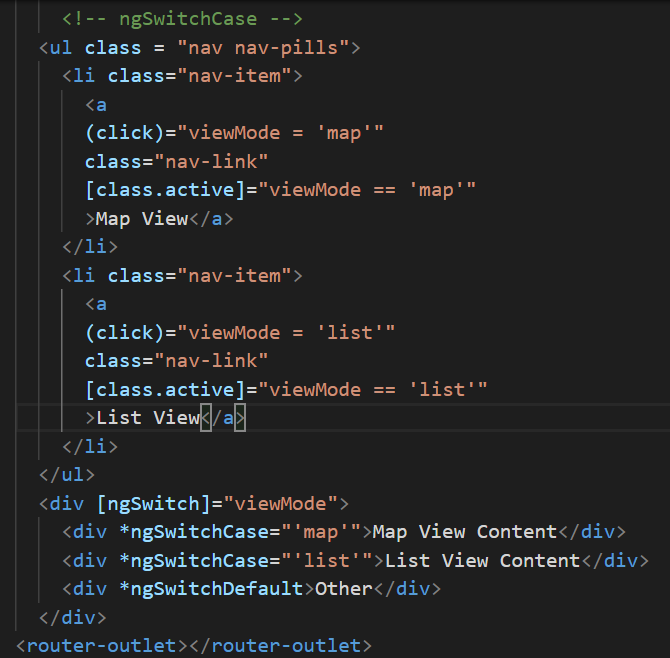 <!-- ngSwitchCase -->
<ul class = "nav nav-pills">
<li class="nav-item">
<a
(click)="viewMode = 'map'"
class="nav-link"
[class.active]="viewMode == 'map'"
>Map View</a>
</li>
<li class="nav-item">
<a
(click)="viewMode = 'list'"
class="nav-link"
[class.active]="viewMode == 'list'"
>List View</a>
</li>
</ul>
<div [ngSwitch]="viewMode">
<div *ngSwitchCase="'map'">Map View Content</div>
<div *ngSwitchCase="'list'">List View Content</div>
<div *ngSwitchDefault>Other</div>
</div>
<router-outlet></router-outlet>